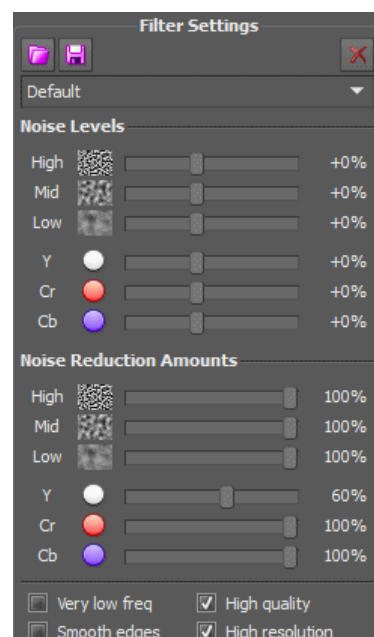 Filter Settings
Default
Noise Levels
High +0%
Mid +0%
Low +0%
Y +0%
Cr +0%
Cb +0%
Noise Reduction Amounts
High 100%
Mid 100%
Low 100%
Y 60%
Cr 100%
Cb 100%
Very low freq High quality
Smooth edges High resolution